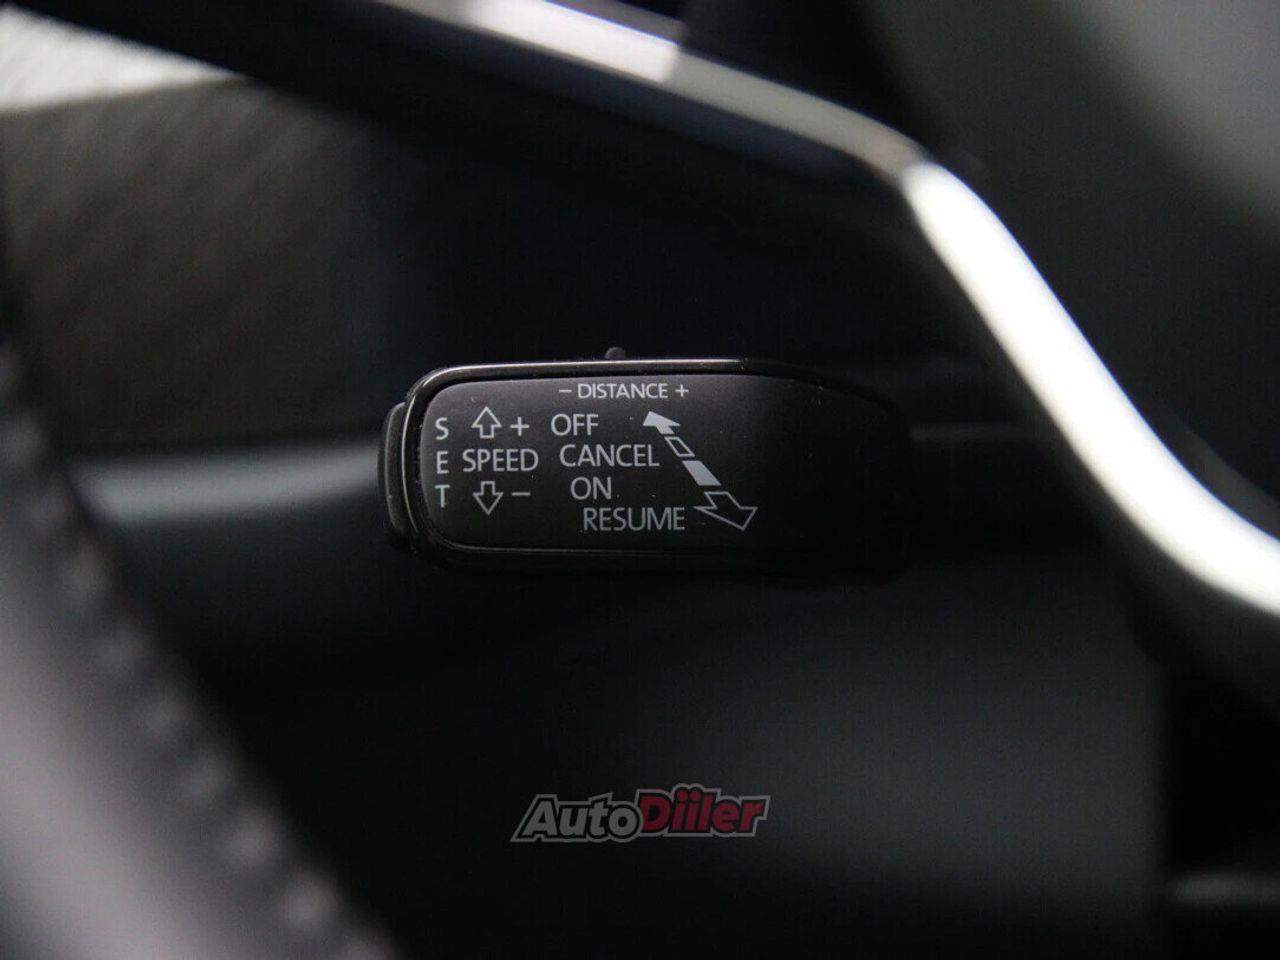 − DISTANCE +
S ⇧ + OFF
E SPEED CANCEL
T ⇩ − ON
RESUME
AutoDiiler